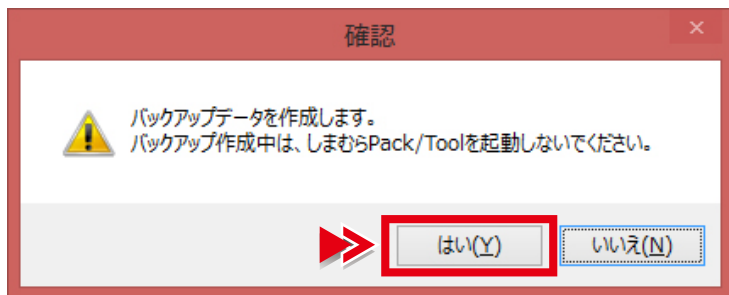 確認
バックアップデータを作成します。
バックアップ作成中は、しまむらPack/Toolを起動しないでください。
はい(Y)
いいえ(N)